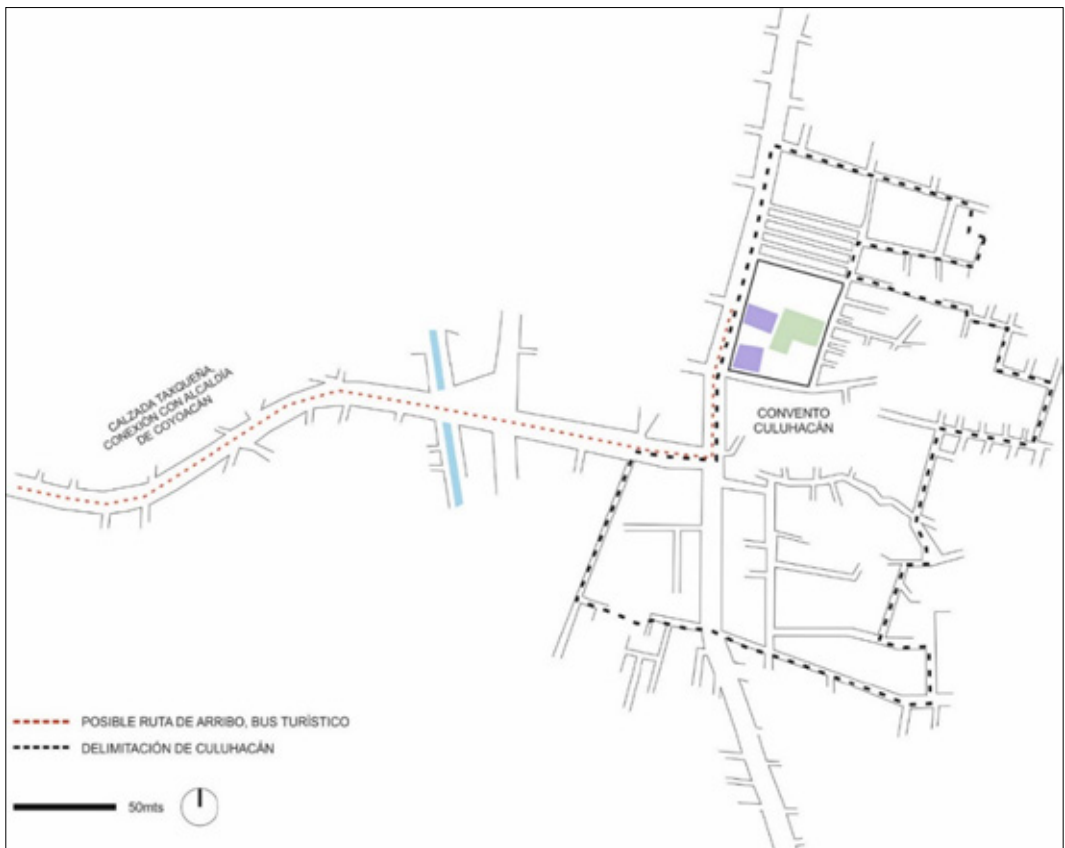 CALZADA TAXQUEÑA,
CONEXIÓN CON ALCALDÍA
DE COYOACÁN
CONVENTO
CULUHACÁN
POSIBLE RUTA DE ARRIBO, BUS TURÍSTICO
DELIMITACIÓN DE CULUHACÁN
50mts